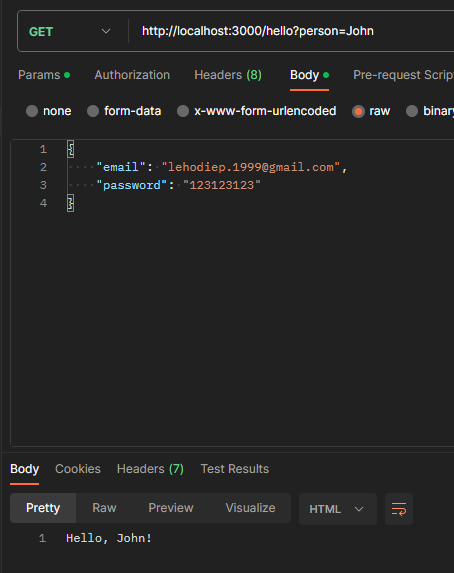 GET http://localhost:3000/hello?person=John
Params Authorization Headers (8) Body Pre-request Scrip
none form-data x-www-form-urlencoded raw binary
1 {
2 "email": "lehodiep.1999@gmail.com",
3 "password": "123123123"
4 }
Body Cookies Headers (7) Test Results
Pretty Raw Preview Visualize HTML
1 Hello, John!